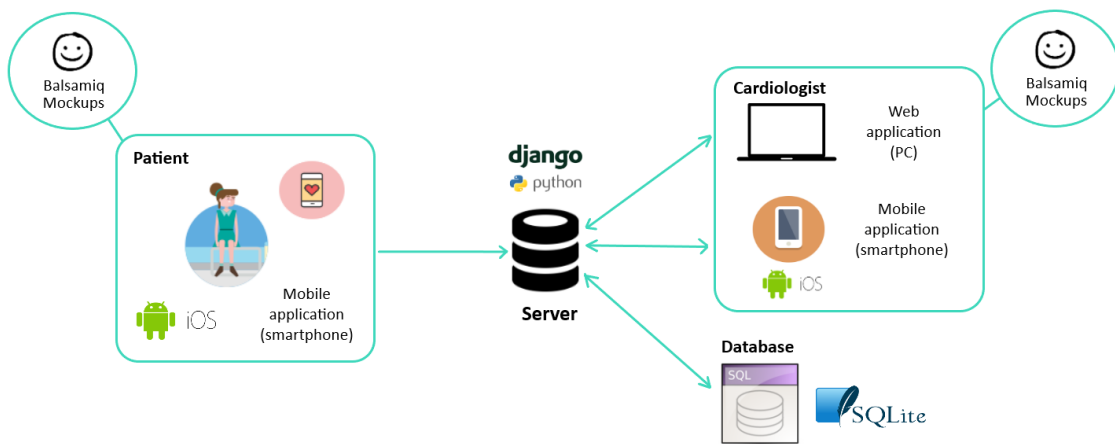 Balsamiq
Mockups
Patient
iOS
Mobile
application
(smartphone)
django
python
Server
Cardiologist
Web
application
(PC)
Mobile
application
(smartphone)
iOS
Balsamiq
Mockups
Database
SQL
SQLite